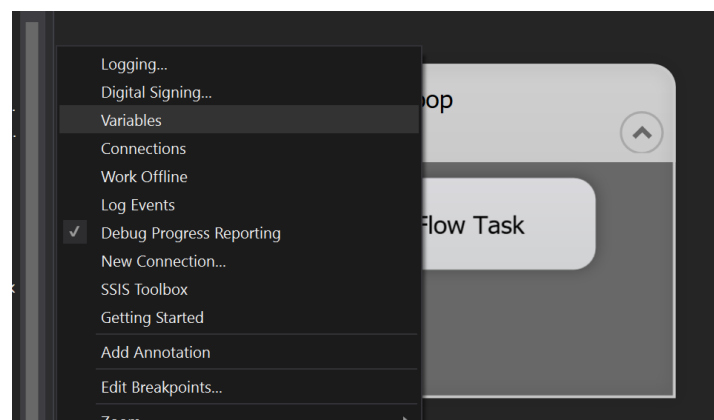 Logging...
Digital Signing...
Variables
Connections
Work Offline
Log Events
Debug Progress Reporting
New Connection...
SSIS Toolbox
Getting Started
Add Annotation
Edit Breakpoints...
Zoom
oop
Flow Task